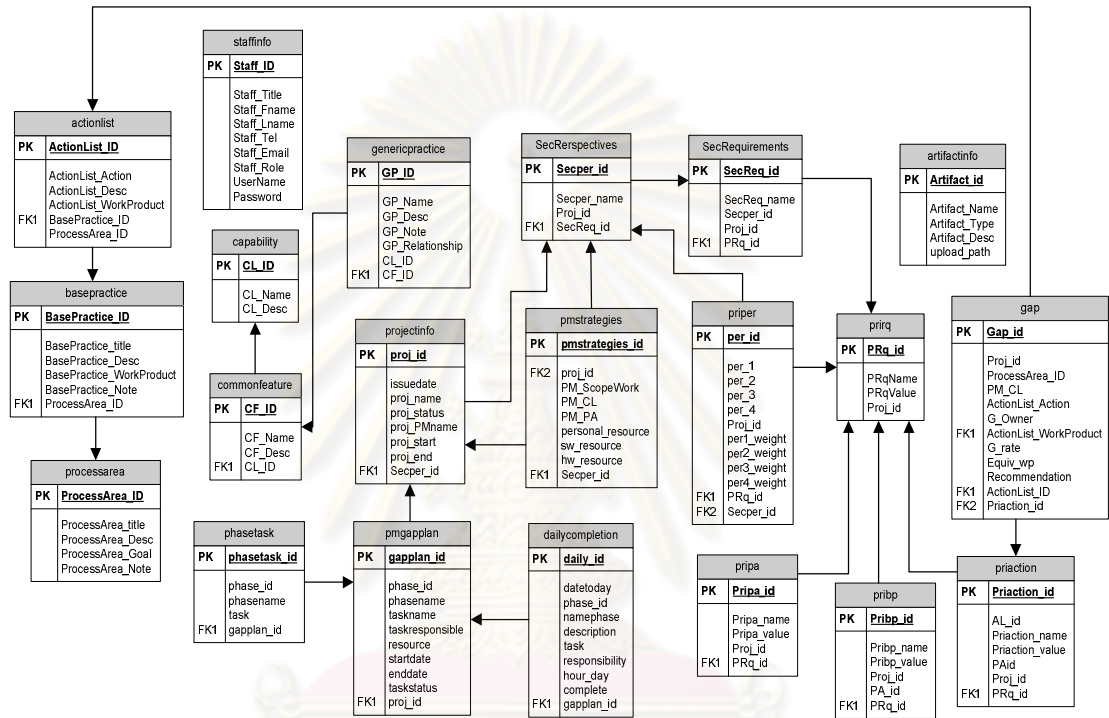 staffinfo
PK Staff_ID
Staff_Title
Staff_Fname
Staff_Lname
Staff_Tel
Staff_Email
Staff_Role
UserName
Password
actionlist
PK ActionList_ID
ActionList_Action
ActionList_Desc
ActionList_WorkProduct
FK1 BasePractice_ID
ProcessArea_ID
genericpractice
PK GP_ID
GP_Name
GP_Desc
GP_Note
GP_Relationship
CL_ID
FK1 CF_ID
SecRerspectives
PK Secper_id
Secper_name
Proj_id
FK1 SecReq_id
SecRequirements
PK SecReq_id
SecReq_name
Secper_id
Proj_id
FK1 PRq_id
artifactinfo
PK Artifact_id
Artifact_Name
Artifact_Type
Artifact_Desc
upload_path
capability
PK CL_ID
CL_Name
CL_Desc
basepractice
PK BasePractice_ID
BasePractice_title
BasePractice_Desc
BasePractice_WorkProduct
BasePractice_Note
FK1 ProcessArea_ID
commonfeature
PK CF_ID
CF_Name
CF_Desc
FK1 CL_ID
projectinfo
PK proj_id
issuedate
proj_name
proj_status
proj_PMname
proj_start
proj_end
FK1 Secper_id
pmstrategies
PK pmstrategies_id
FK2 proj_id
PM_ScopeWork
PM_CL
PM_PA
personal_resource
sw_resource
hw_resource
FK1 Secper_id
priper
PK per_id
per_1
per_2
per_3
per_4
Proj_id
per1_weight
per2_weight
per3_weight
per4_weight
FK1 PRq_id
FK2 Secper_id
prirq
PK PRq_id
PRqName
PRqValue
Proj_id
gap
PK Gap_id
Proj_id
ProcessArea_ID
PM_CL
ActionList_Action
G_Owner
FK1 ActionList_WorkProduct
G_rate
Equiv_wp
Recommendation
FK1 ActionList_ID
FK2 Priaction_id
processarea
PK ProcessArea_ID
ProcessArea_title
ProcessArea_Desc
ProcessArea_Goal
ProcessArea_Note
phasetask
PK phasetask_id
phase_id
phasename
task
FK1 gapplan_id
pmgapplan
PK gapplan_id
phase_id
phasename
taskname
taskresponsible
resource
startdate
enddate
taskstatus
FK1 proj_id
dailycompletion
PK daily_id
datetoday
phase_id
namephase
description
task
responsibility
hour_day
complete
FK1 gapplan_id
pripa
PK Pripa_id
Pripa_name
Pripa_value
Proj_id
FK1 PRq_id
pribp
PK Pribp_id
Pribp_name
Pribp_value
Proj_id
PA_id
FK1 PRq_id
priaction
PK Priaction_id
AL_id
Priaction_name
Priaction_value
PAid
Proj_id
FK1 PRq_id